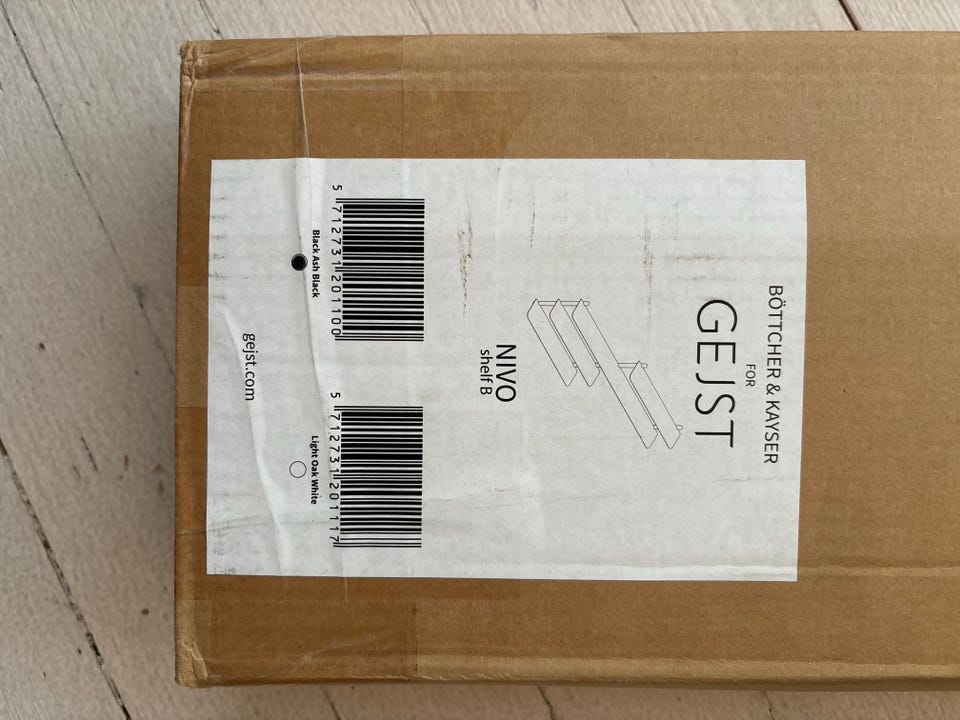 BÖTTCHER & KAYSER
FOR
GEJST
NIVO
shelf B
5 712731 201100
Black Ash Black
5 712731 201117
Light Oak White
gejst.com